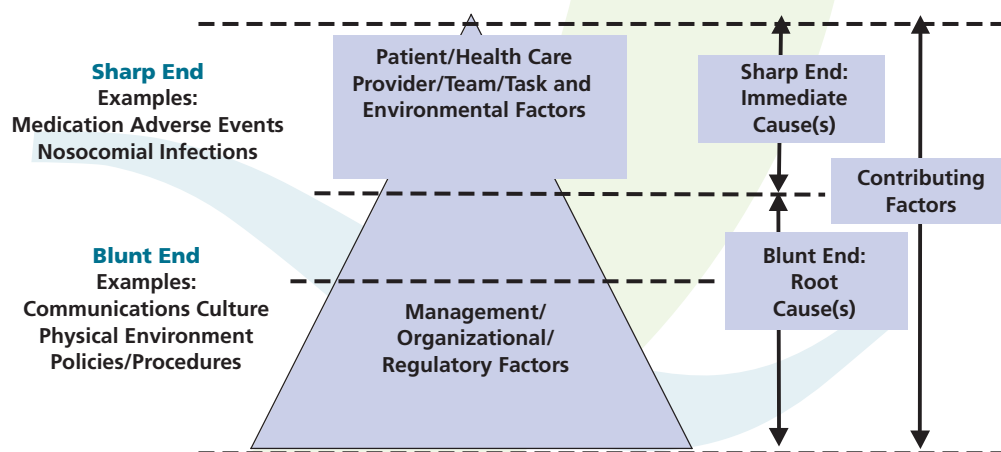 Sharp End
Examples:
Medication Adverse Events
Nosocomial Infections
Patient/Health Care
Provider/Team/Task and
Environmental Factors
Sharp End:
Immediate
Cause(s)
Contributing
Factors
Blunt End
Examples:
Communications Culture
Physical Environment
Policies/Procedures
Management/
Organizational/
Regulatory Factors
Blunt End:
Root
Cause(s)